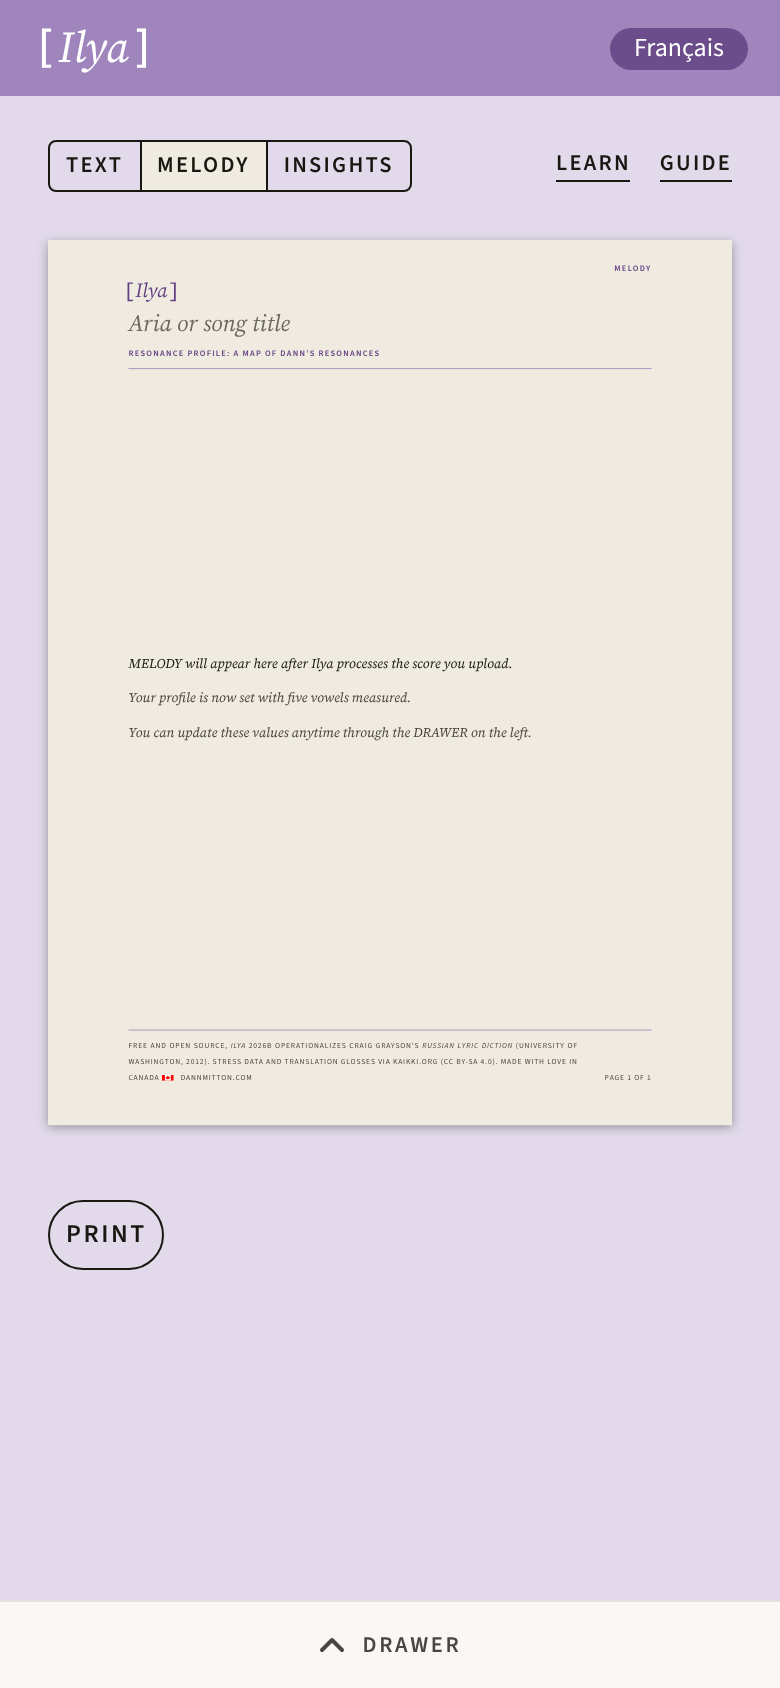 [Ilya]
Français
TEXT MELODY INSIGHTS
LEARN GUIDE
MELODY
[Ilya]
Aria or song title
RESONANCE PROFILE: A MAP OF DANN'S RESONANCES
MELODY will appear here after Ilya processes the score you upload.
Your profile is now set with five vowels measured.
You can update these values anytime through the DRAWER on the left.
FREE AND OPEN SOURCE, ILYA 2026B OPERATIONALIZES CRAIG GRAYSON'S RUSSIAN LYRIC DICTION (UNIVERSITY OF
WASHINGTON, 2012). STRESS DATA AND TRANSLATION GLOSSES VIA KAIKKI.ORG (CC BY-SA 4.0). MADE WITH LOVE IN
CANADA 🇨🇦 DANNMITTON.COM
PAGE 1 OF 1
PRINT
DRAWER